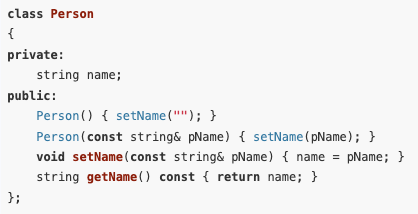 class Person
{
private:
    string name;
public:
    Person() { setName(""); }
    Person(const string& pName) { setName(pName); }
    void setName(const string& pName) { name = pName; }
    string getName() const { return name; }
};